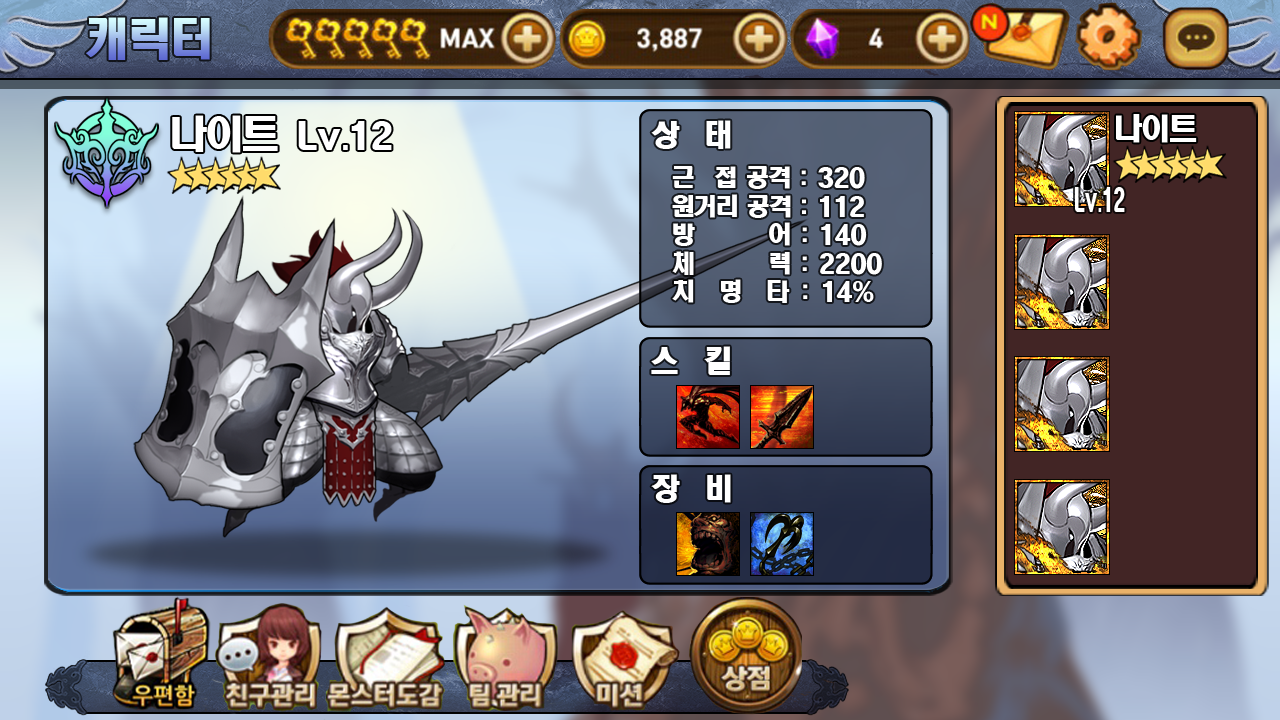 캐릭터
MAX
3,887
4
N
나이트 Lv.12
상 태
근 접 공격 : 320
원거리 공격 : 112
방 어 : 140
체 력 : 2200
치 명 타 : 14%
스 킬
장 비
나이트
Lv.12
우편함
친구관리
몬스터도감
팀.관리
미션
상점